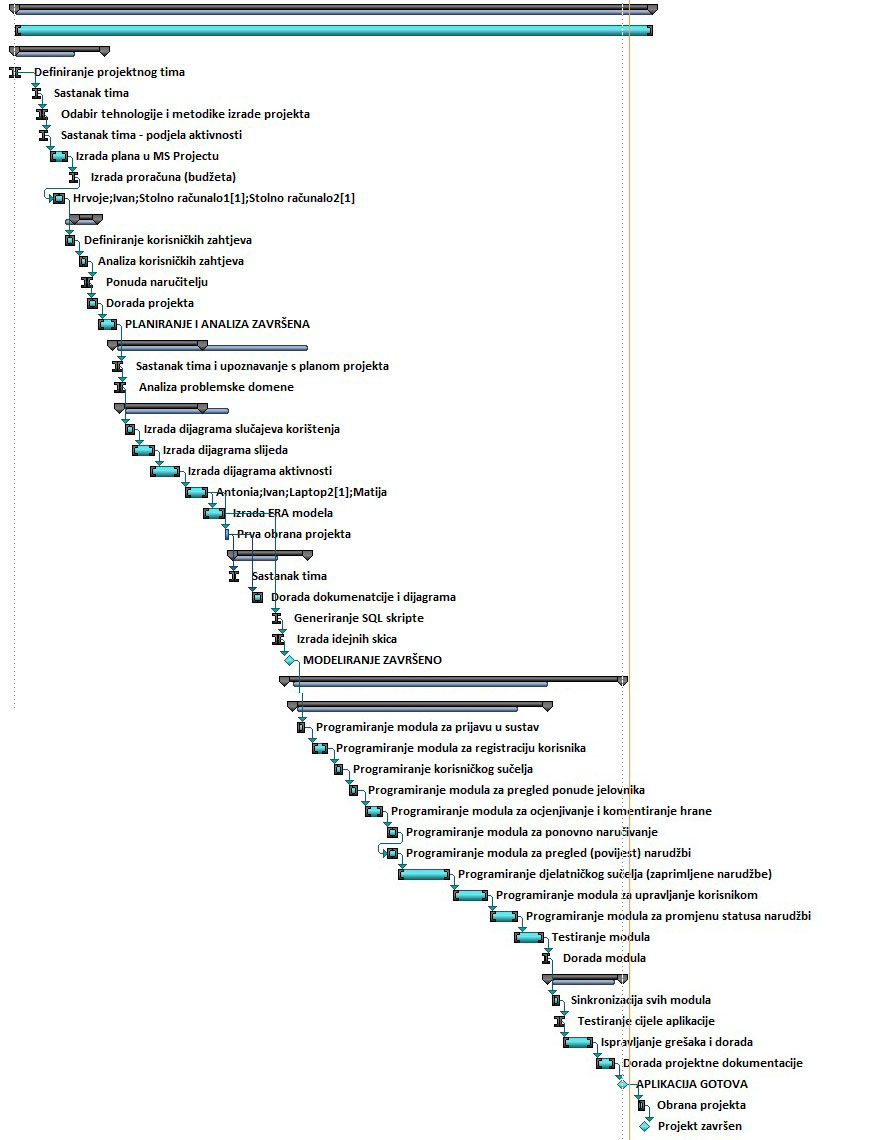 Definiranje projektnog tima
Sastanak tima
Odabir tehnologije i metodike izrade projekta
Sastanak tima - podjela aktivnosti
Izrada plana u MS Projectu
Izrada proračuna (budžeta)
Hrvoje;Ivan;Stolno računalo1[1];Stolno računalo2[1]
Definiranje korisničkih zahtjeva
Analiza korisničkih zahtjeva
Ponuda naručitelju
Dorada projekta
PLANIRANJE I ANALIZA ZAVRŠENA
Sastanak tima i upoznavanje s planom projekta
Analiza problemske domene
Izrada dijagrama slučajeva korištenja
Izrada dijagrama slijeda
Izrada dijagrama aktivnosti
Antonia;Ivan;Laptop2[1];Matija
Izrada ERA modela
Prva obrana projekta
Sastanak tima
Dorada dokumenatcije i dijagrama
Generiranje SQL skripte
Izrada idejnih skica
MODELIRANJE ZAVRŠENO
Programiranje modula za prijavu u sustav
Programiranje modula za registraciju korisnika
Programiranje korisničkog sučelja
Programiranje modula za pregled ponude jelovnika
Programiranje modula za ocjenjivanje i komentiranje hrane
Programiranje modula za ponovno naručivanje
Programiranje modula za pregled (povijest) narudžbi
Programiranje djelatničkog sučelja (zaprimljene narudžbe)
Programiranje modula za upravljanje korisnikom
Programiranje modula za promjenu statusa narudžbi
Testiranje modula
Dorada modula
Sinkronizacija svih modula
Testiranje cijele aplikacije
Ispravljanje grešaka i dorada
Dorada projektne dokumentacije
APLIKACIJA GOTOVA
Obrana projekta
Projekt završen